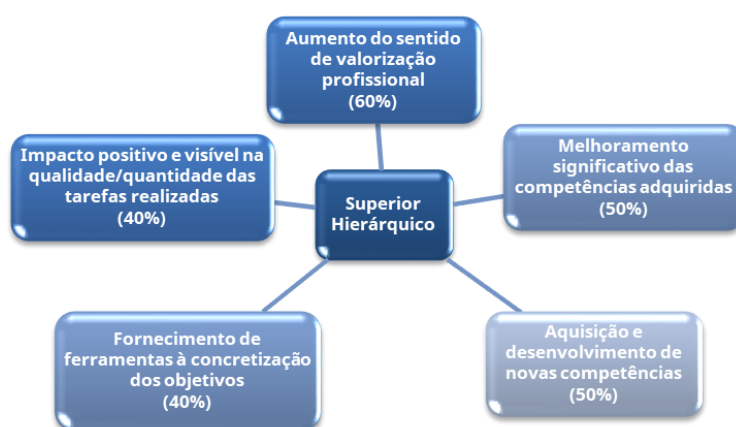 Aumento do sentido
de valorização
profissional
(60%)
Impacto positivo e visível na
qualidade/quantidade das
tarefas realizadas
(40%)
Superior
Hierárquico
Melhoramento
significativo das
competências adquiridas
(50%)
Fornecimento de
ferramentas à concretização
dos objetivos
(40%)
Aquisição e
desenvolvimento de
novas competências
(50%)